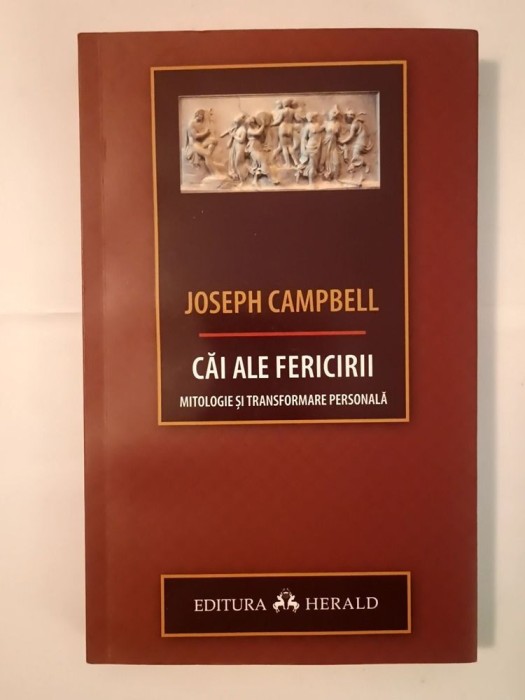 JOSEPH CAMPBELL
CĂI ALE FERICIRII
MITOLOGIE ȘI TRANSFORMARE PERSONALĂ
EDITURA HERALD